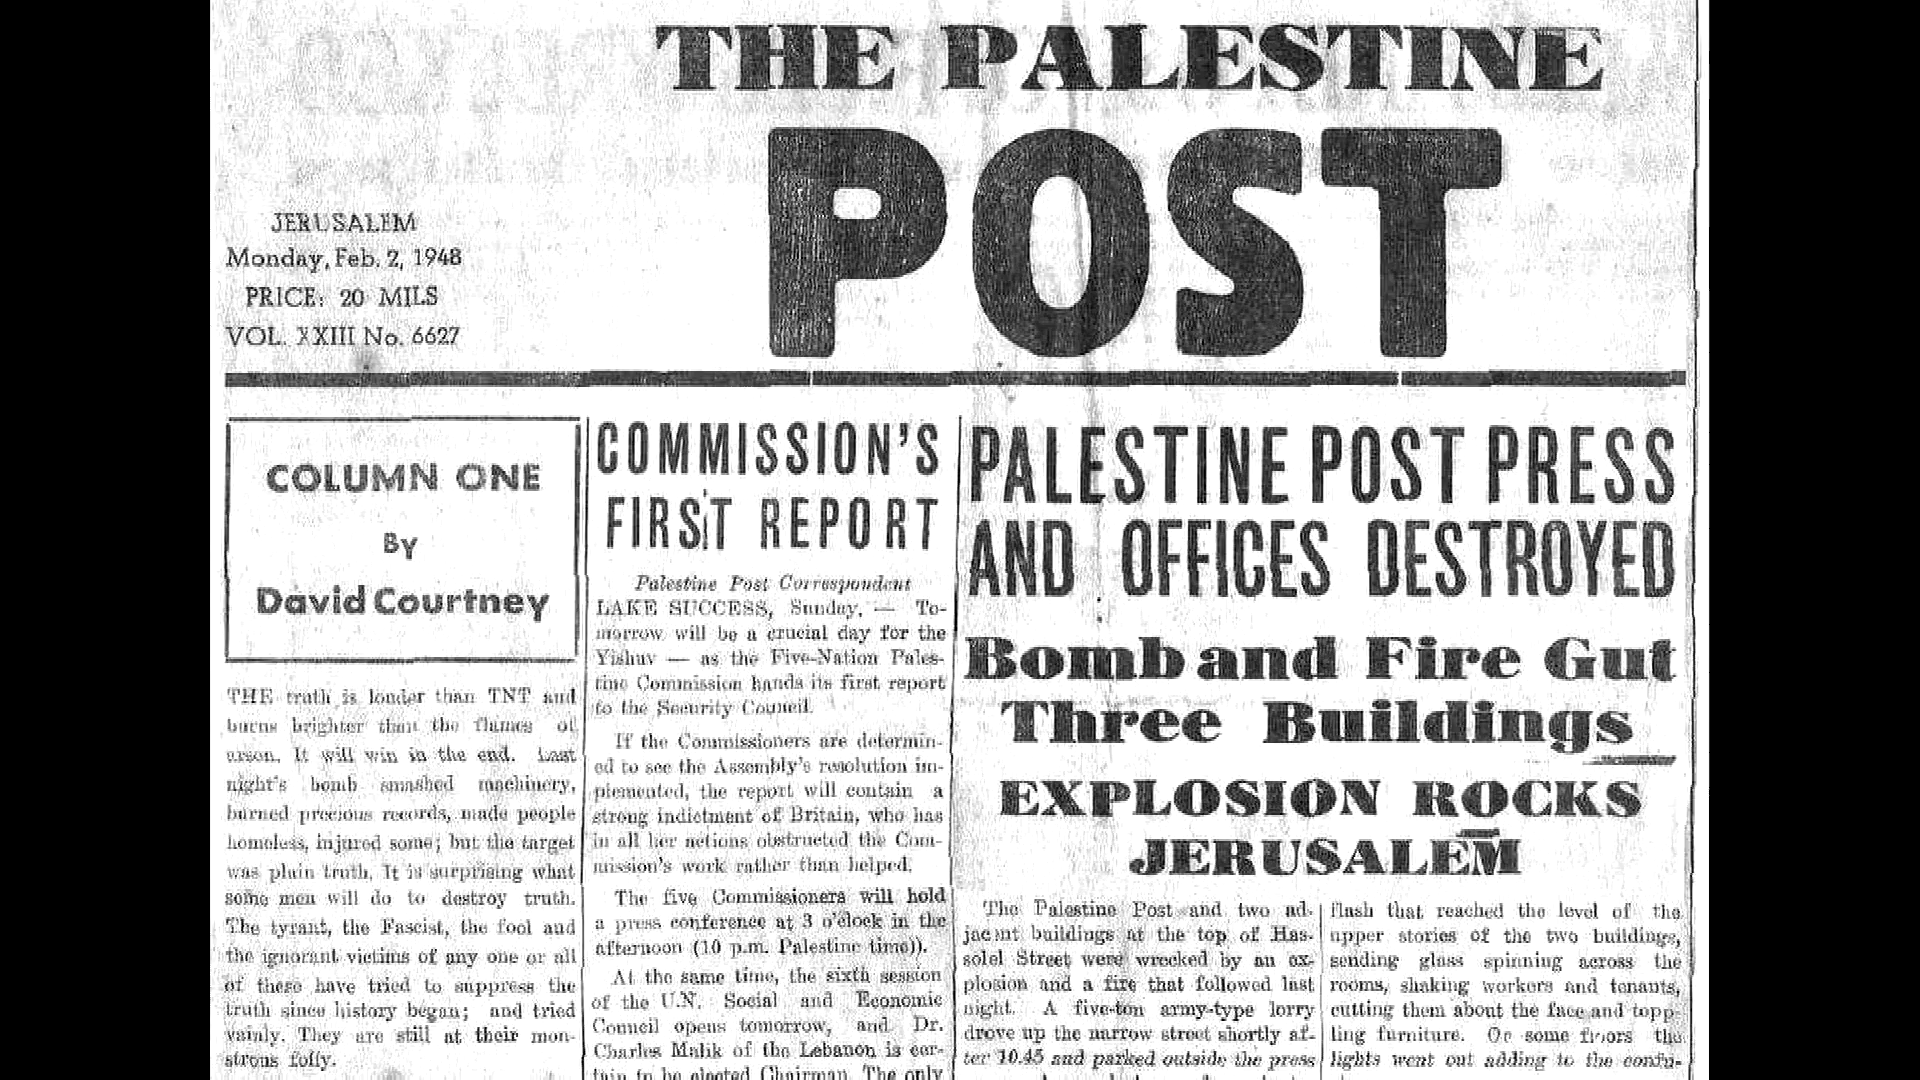 THE PALESTINE
POST
JERUSALEM
Monday, Feb. 2, 1948
PRICE: 20 MILS
VOL. XXIII No. 6627
COLUMN ONE
By
David Courtney
THE truth is louder than TNT and
burns brighter than the flames of
arson. It will win in the end. Last
night's bomb smashed machinery,
burned precious records, made people
homeless, injured some; but the target
was plain truth. It is surprising what
some men will do to destroy truth.
The tyrant, the Fascist, the fool and
the ignorant victims of any one or all
of these have tried to suppress the
truth since history began; and tried
vainly. They are still at their mon-
strous folly.
COMMISSION'S
FIRST REPORT
Palestine Post Correspondent
LAKE SUCCESS, Sunday. — To-
morrow will be a crucial day for the
Yishuv — as the Five-Nation Pales-
tine Commission hands its first report
to the Security Council.
If the Commissioners are determin-
ed to see the Assembly's resolution im-
plemented, the report will contain a
strong indictment of Britain, who has
in all her actions obstructed the Com-
mission's work rather than helped.
The five Commissioners will hold
a press conference at 3 o'clock in the
afternoon (10 p.m. Palestine time)).
At the same time, the sixth session
of the U.N. Social and Economic
Council opens tomorrow, and Dr.
Charles Malik of the Lebanon is cer-
tain to be elected Chairman. The only
PALESTINE POST PRESS
AND OFFICES DESTROYED
Bomb and Fire Gut
Three Buildings
EXPLOSION ROCKS
JERUSALEM
The Palestine Post and two ad-
jacent buildings at the top of Has-
solel Street were wrecked by an ex-
plosion and a fire that followed last
night. A five-ton army-type lorry
drove up the narrow street shortly af-
ter 10.45 and parked outside the press
flash that reached the level of the
upper stories of the two buildings,
sending glass spinning across the
rooms, shaking workers and tenants,
cutting them about the face and topp-
ling furniture. On some floors the
lights went out adding to the confu-